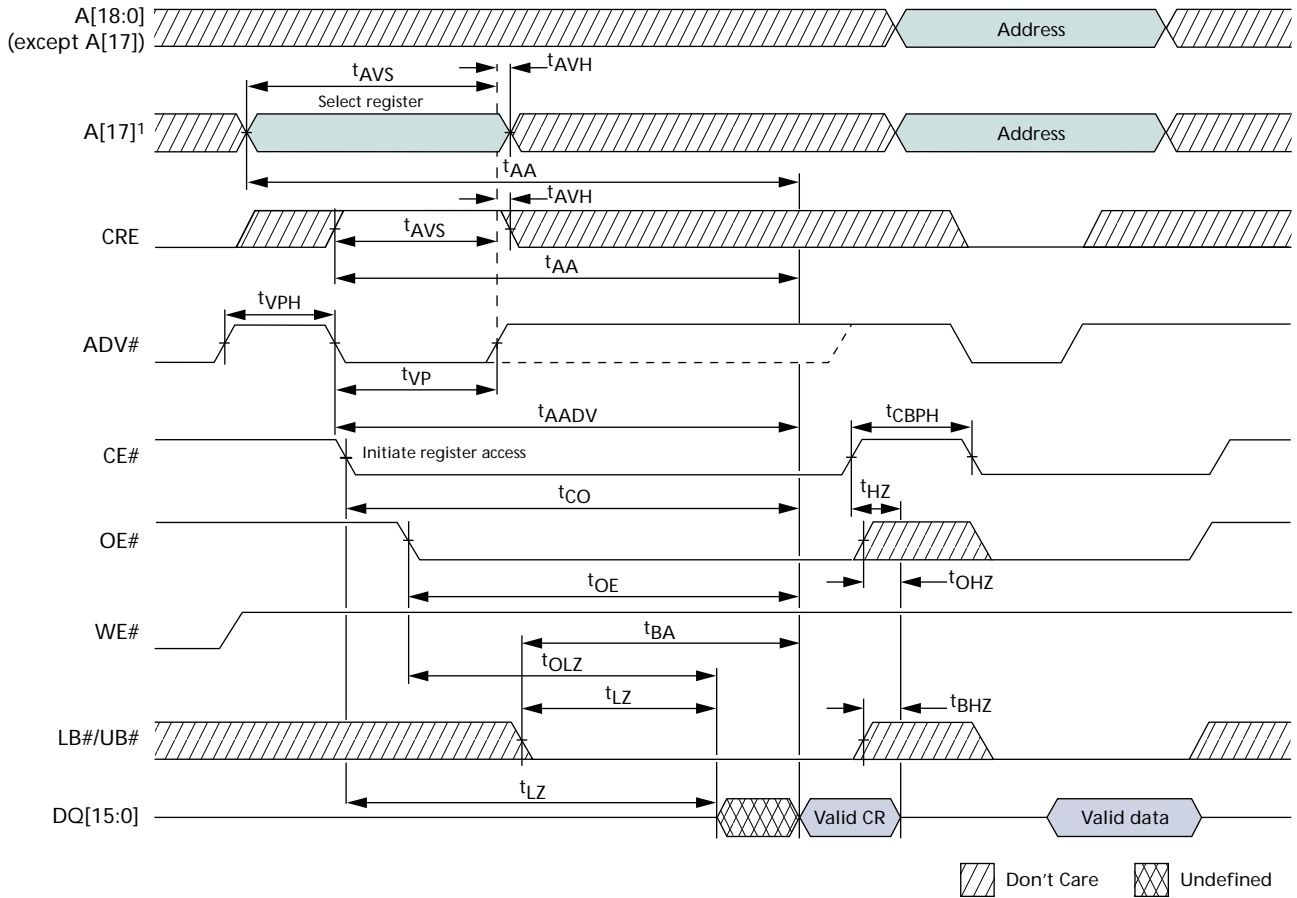 A[18:0]
(except A[17])
Address
tAVS
tAVH
Select register
A[17]1
Address
tAA
tAVH
CRE
tAVS
tAA
tVPH
ADV#
tVP
tAADV
tCBPH
CE#
Initiate register access
tCO
tHZ
OE#
tOE
tOHZ
WE#
tBA
tOLZ
tLZ
tBHZ
LB#/UB#
tLZ
DQ[15:0]
Valid CR
Valid data
Don't Care
Undefined